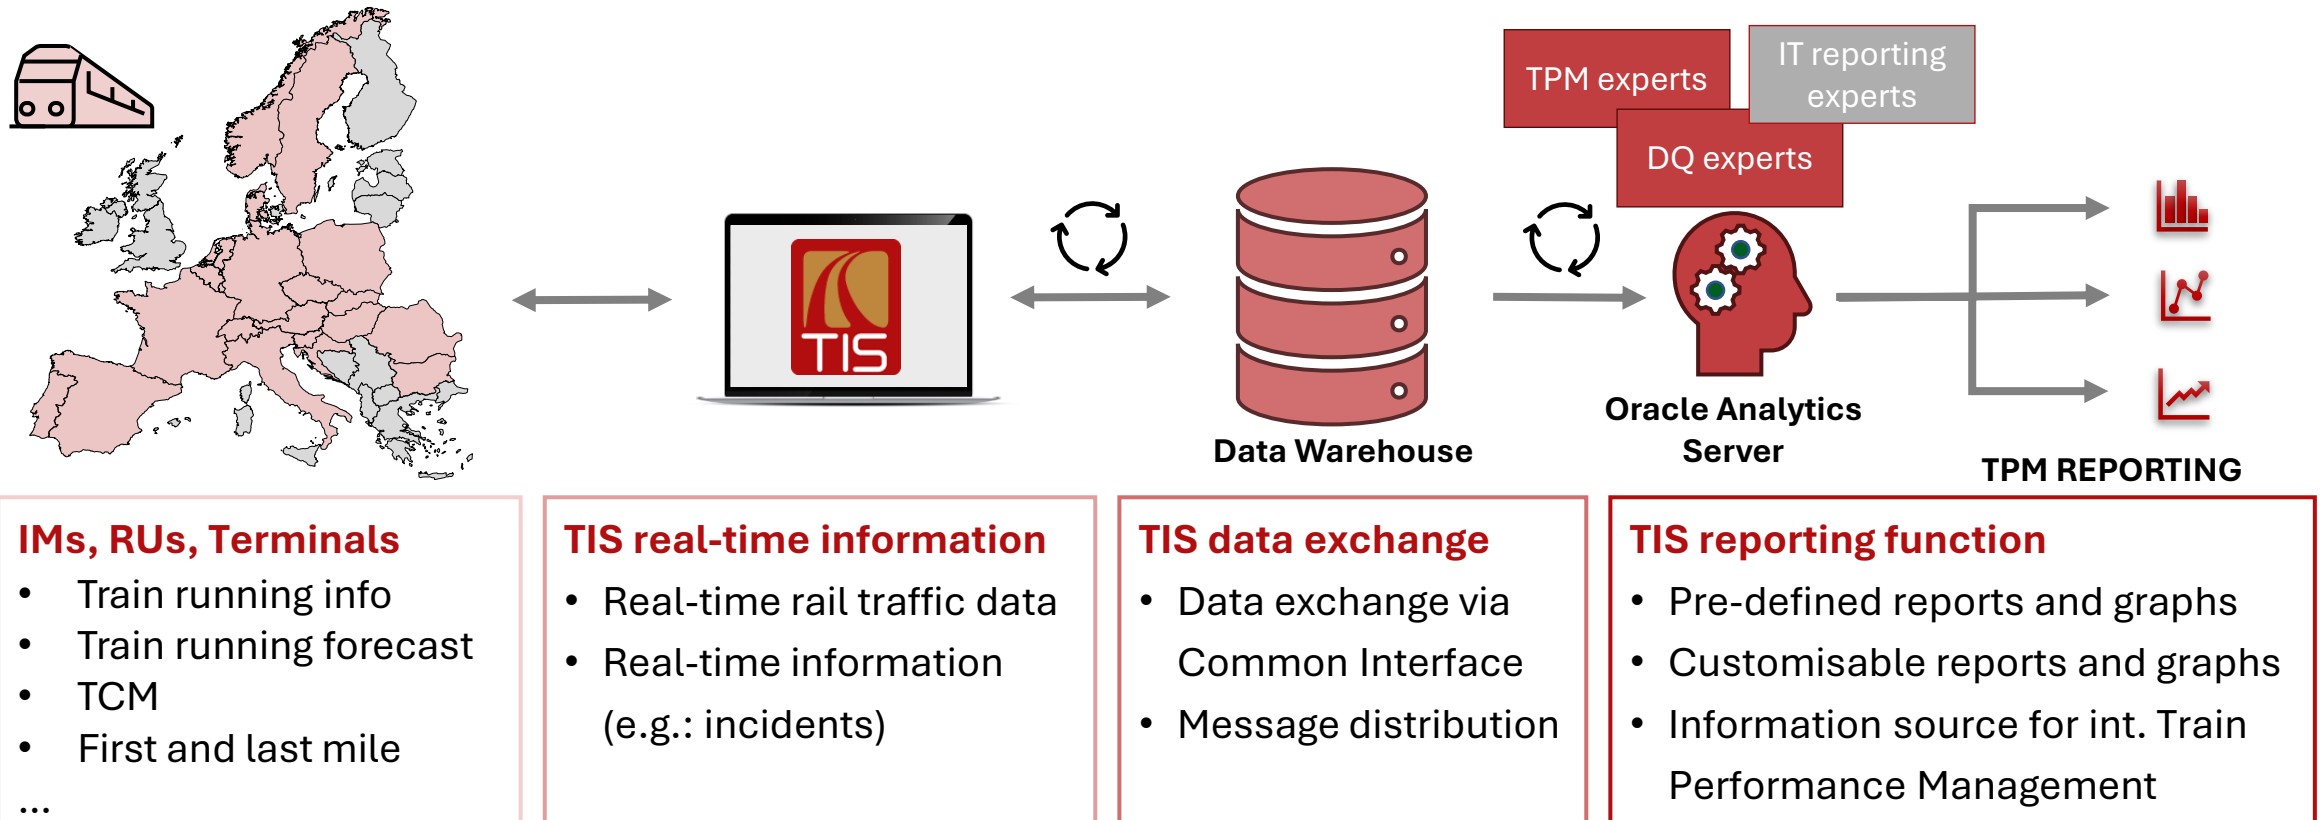 TPM experts
IT reporting
experts
DQ experts
TIS
Data Warehouse
Oracle Analytics
Server
TPM REPORTING
IMs, RUs, Terminals
• Train running info
• Train running forecast
• TCM
• First and last mile
...
TIS real-time information
• Real-time rail traffic data
• Real-time information
(e.g.: incidents)
TIS data exchange
• Data exchange via
Common Interface
• Message distribution
TIS reporting function
• Pre-defined reports and graphs
• Customisable reports and graphs
• Information source for int. Train
Performance Management